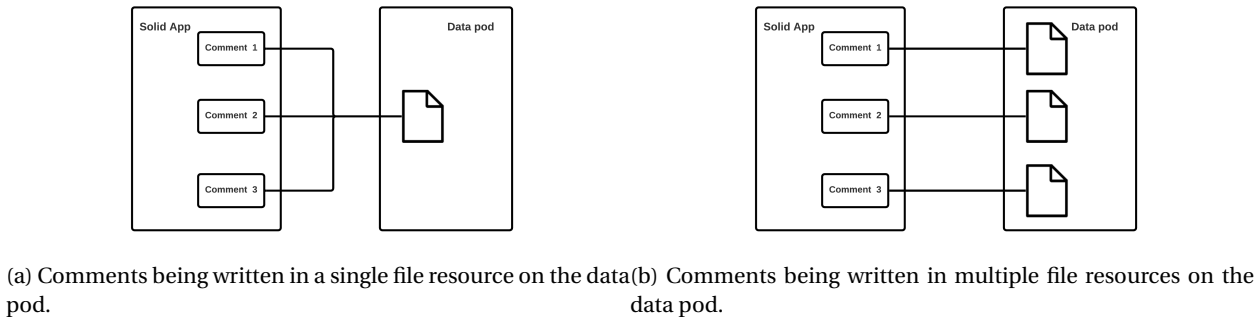 Solid App
Data pod
Comment 1
Comment 2
Comment 3
Solid App
Data pod
Comment 1
Comment 2
Comment 3
(a) Comments being written in a single file resource on the data
pod.
(b) Comments being written in multiple file resources on the
data pod.